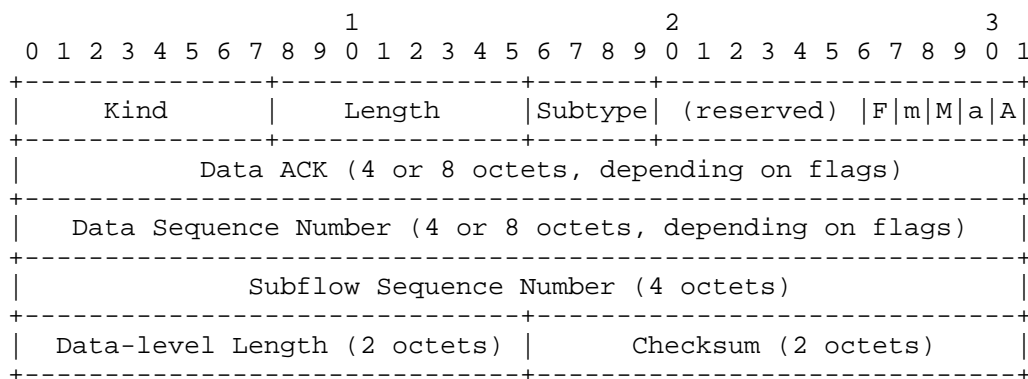 1                   2                   3
 0 1 2 3 4 5 6 7 8 9 0 1 2 3 4 5 6 7 8 9 0 1 2 3 4 5 6 7 8 9 0 1
+---------------+---------------+-------+----------------------+
|     Kind      |    Length     |Subtype| (reserved) |F|m|M|a|A|
+---------------+---------------+-------+----------------------+
|           Data ACK (4 or 8 octets, depending on flags)       |
+--------------------------------------------------------------+
|   Data Sequence Number (4 or 8 octets, depending on flags)   |
+--------------------------------------------------------------+
|              Subflow Sequence Number (4 octets)              |
+-------------------------------+------------------------------+
|  Data-level Length (2 octets) |      Checksum (2 octets)     |
+-------------------------------+------------------------------+